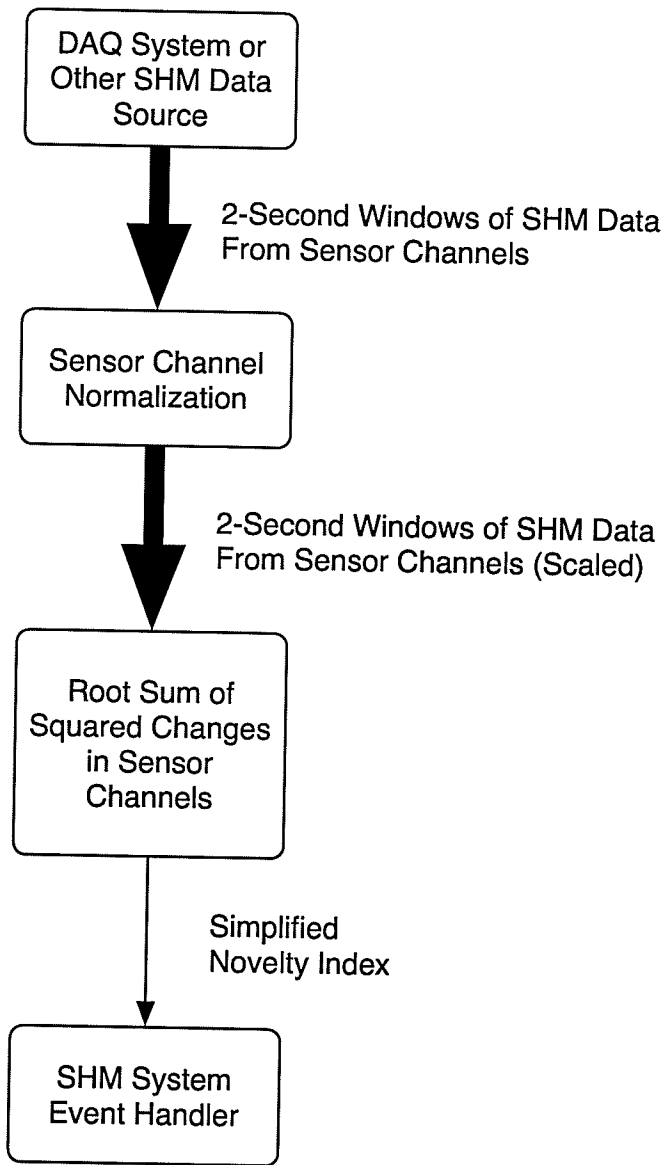 DAQ System or
Other SHM Data
Source
2-Second Windows of SHM Data
From Sensor Channels
Sensor Channel
Normalization
2-Second Windows of SHM Data
From Sensor Channels (Scaled)
Root Sum of
Squared Changes
in Sensor
Channels
Simplified
Novelty Index
SHM System
Event Handler